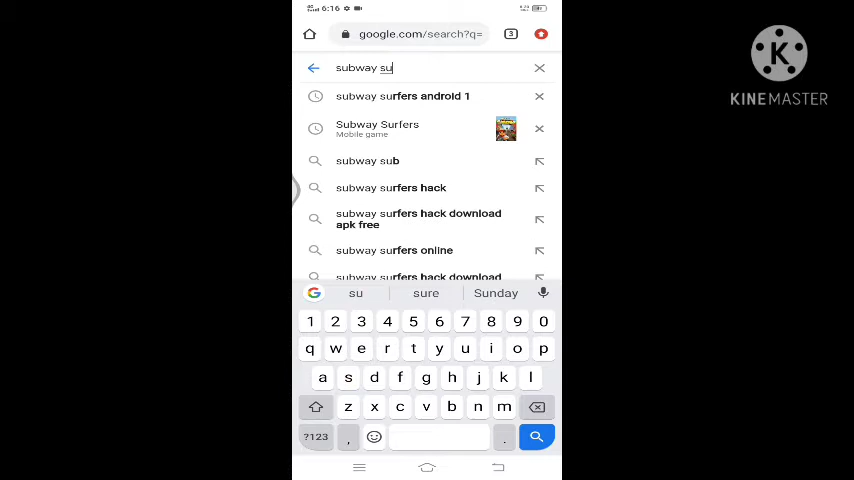 6:16
google.com/search?q=
3
subway su
subway surfers android 1
Subway Surfers
Mobile game
subway sub
subway surfers hack
subway surfers hack download
apk free
subway surfers online
subway surfers hack download
su sure Sunday
1 2 3 4 5 6 7 8 9 0
q w e r t y u i o p
a s d f g h j k l
z x c v b n m
?123 , .
KINEMASTER